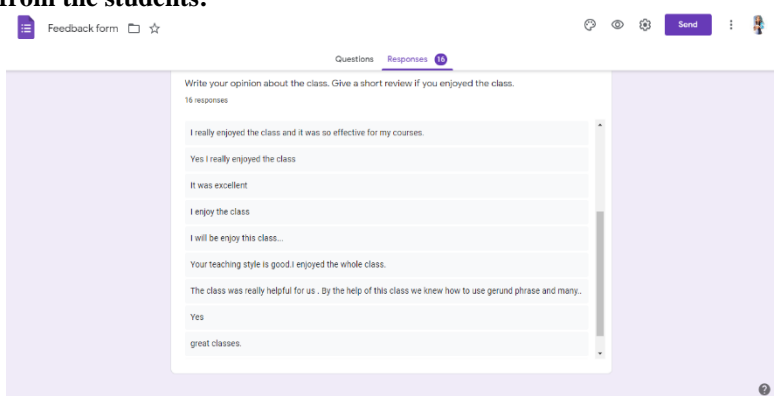 from the students:
Feedback form
Send
Questions Responses 16
Write your opinion about the class. Give a short review if you enjoyed the class.
16 responses
I really enjoyed the class and it was so effective for my courses.
Yes I really enjoyed the class
It was excellent
I enjoy the class
I will be enjoy this class...
Your teaching style is good.I enjoyed the whole class.
The class was really helpful for us . By the help of this class we knew how to use gerund phrase and many..
Yes
great classes.